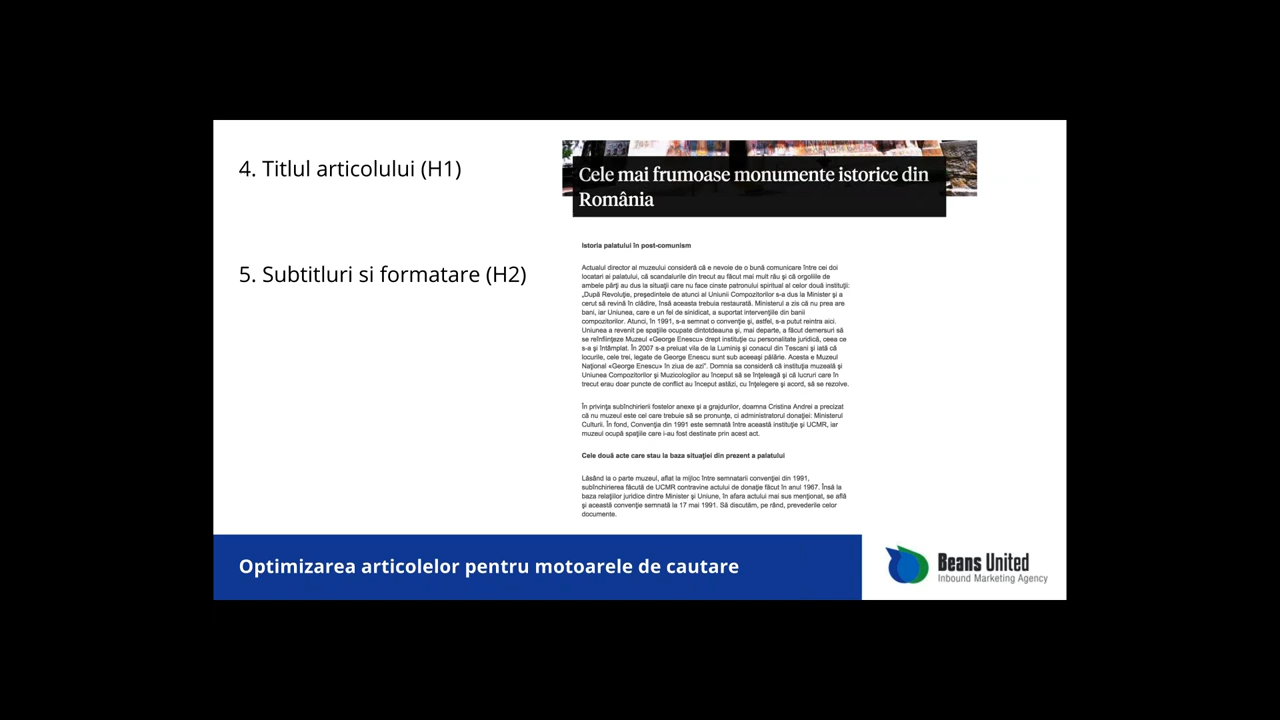 4. Titlul articolului (H1)
5. Subtitluri si formatare (H2)
Cele mai frumoase monumente istorice din
România
Istoria palatului în post-comunism
Actualul director al muzeului consideră că e nevoie de o bună comunicare între cei doi
locatari ai palatului, că scandalurile din trecut au făcut mai mult rău şi că orgoliile de
ambele părţi au dus la situaţii care nu face cinste patronului spiritual al celor două instituţii:
„După Revoluţie, preşedintele de atunci al Uniunii Compozitorilor s-a dus la Minister şi a
cerut să revină în clădire, însă aceasta trebuia restaurată. Ministerul a zis că nu prea are
bani, iar Uniunea, care e un fel de sinidicat, a suportat intervenţiile din banii
compozitorilor. Atunci, în 1991, s-a semnat o convenţie şi, astfel, s-a putut reintra aici.
Uniunea a revenit pe spaţiile ocupate dintotdeauna şi, mai departe, a făcut demersuri să
se reînfiinţeze Muzeul «George Enescu» drept instituţie cu personalitate juridică, ceea ce
s-a şi întâmplat. În 2007 s-a preluat vila de la Luminiş şi conacul din Tescani şi iată că
locurile, cele trei, legate de George Enescu sunt sub aceeaşi pălărie. Acesta e Muzeul
Naţional «George Enescu» în ziua de azi”. Domnia se consideră că instituţia muzeală şi
Uniunea Compozitorilor şi Muzicologilor au început să se înţeleagă şi că lucruri care în
trecut erau doar puncte de conflict au început astăzi, cu înţelegere şi acord, să se rezolve.
În privinţa subînchirierii fostelor anexe şi a grajdurilor, doamna Cristina Andrei a precizat
că nu muzeul este cel care trebuie să se pronunţe, ci administratorul donaţiei: Ministerul
Culturii. În fond, Convenţia din 1991 este semnată între această instituţie şi UCMR, iar
muzeul ocupă spaţiile care i-au fost destinate prin acest act.
Cele două acte care stau la baza situaţiei din prezent a palatului
Lăsând la o parte muzeul, aflat la mijloc între semnatarii convenţiei din 1991,
subînchirierea făcută de UCMR contravine actului de donaţie făcut în anul 1967. Însă la
baza relaţiilor juridice dintre Minister şi Uniune, în afara actului mai sus menţionat, se află
şi această convenţie semnată la 17 mai 1991. Să discutăm, pe rând, prevederile celor
documente.
Optimizarea articolelor pentru motoarele de cautare
Beans United
Inbound Marketing Agency